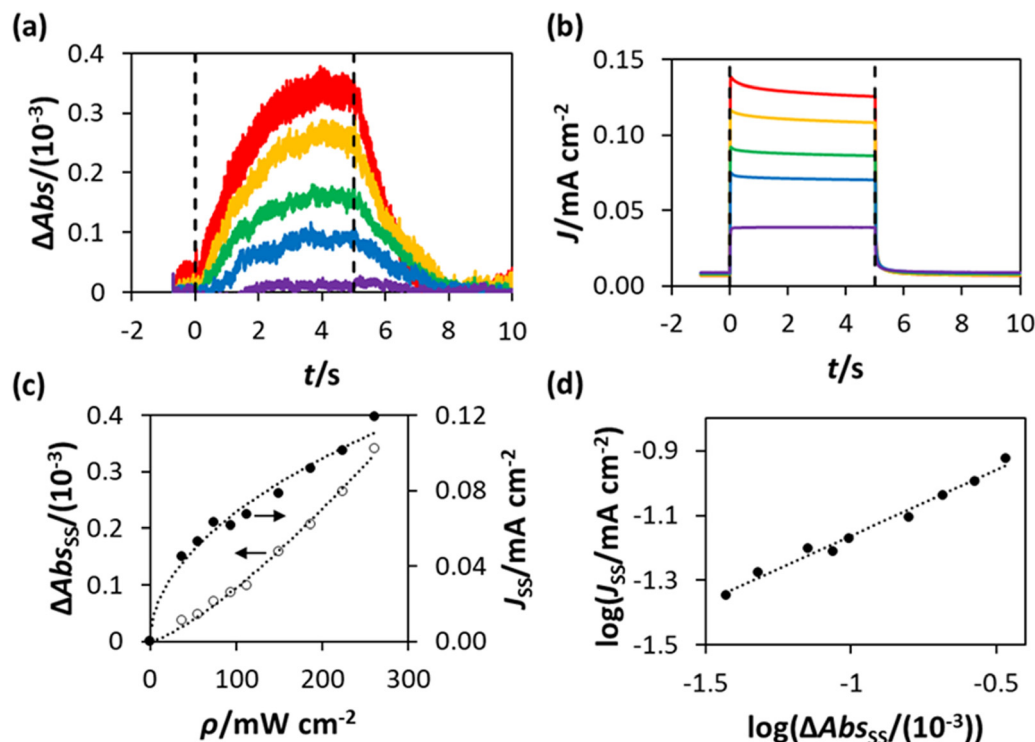 (a)
0.4
0.3
0.2
0.1
0
ΔAbs/(10⁻³)
-2 0 2 4 6 8 10
t/s
(b)
0.15
0.10
0.05
0.00
J/mA cm⁻²
-2 0 2 4 6 8 10
t/s
(c)
0.4
0.3
0.2
0.1
0
ΔAbsSS/(10⁻³)
0.12
0.08
0.04
0.00
JSS/mA cm⁻²
0 100 200 300
ρ/mW cm⁻²
(d)
-0.9
-1.1
-1.3
-1.5
log(JSS/mA cm⁻²)
-1.5 -1 -0.5
log(ΔAbsSS/(10⁻³))